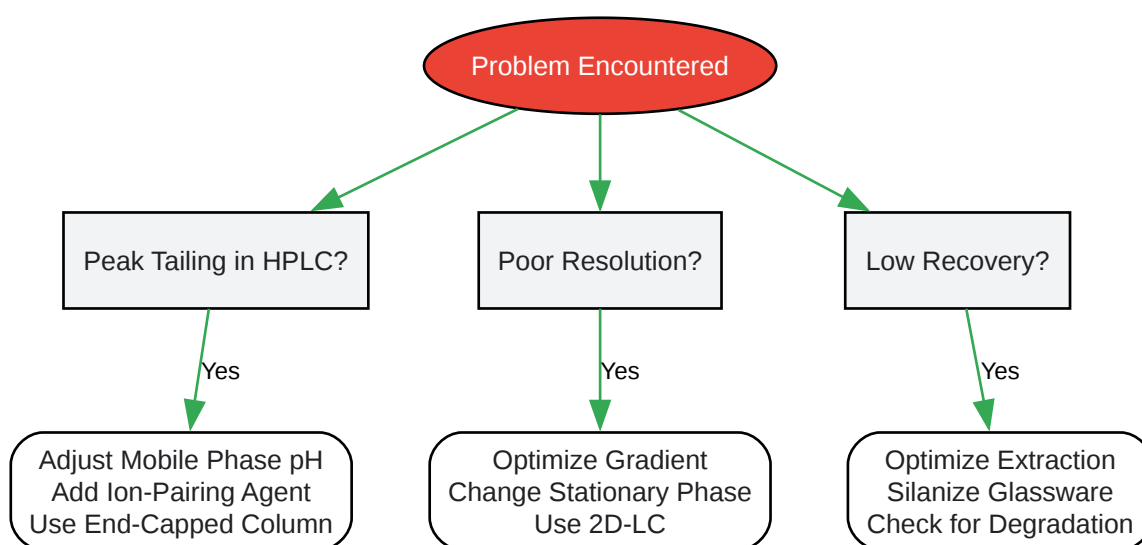 Problem Encountered
Peak Tailing in HPLC?
Poor Resolution?
Low Recovery?
Yes
Yes
Yes
Adjust Mobile Phase pH
Add Ion-Pairing Agent
Use End-Capped Column
Optimize Gradient
Change Stationary Phase
Use 2D-LC
Optimize Extraction
Silanize Glassware
Check for Degradation